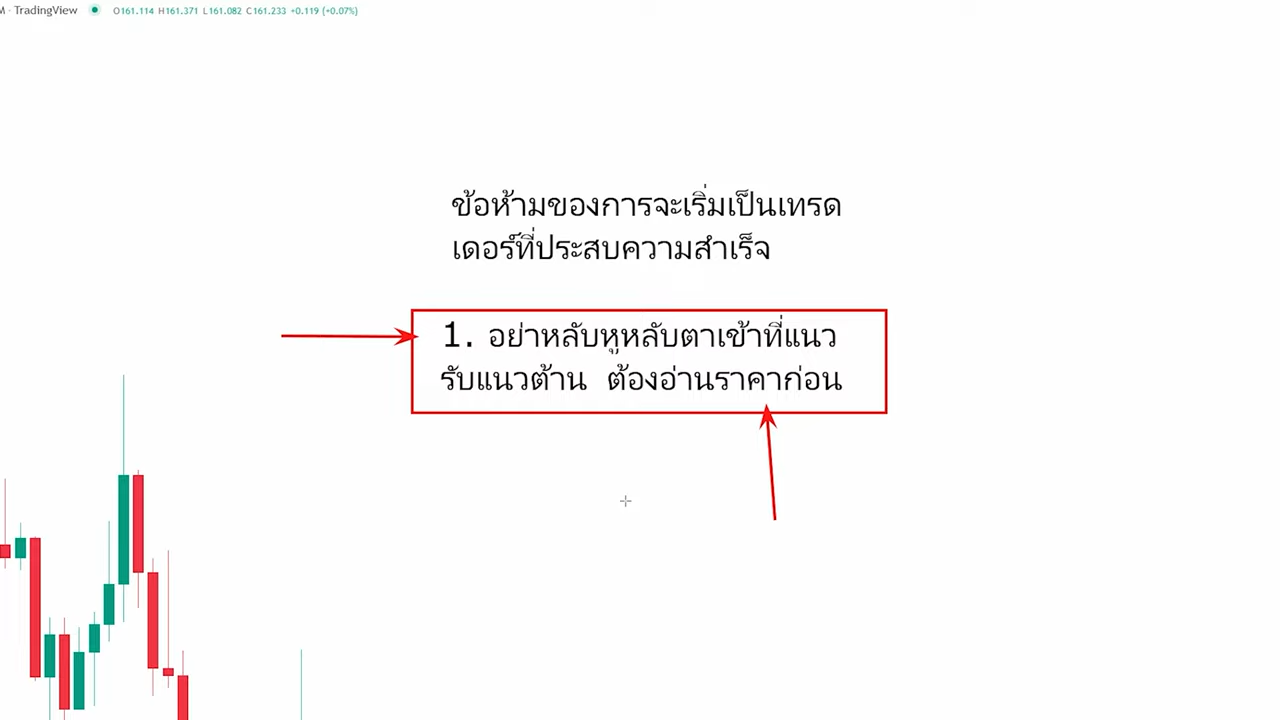 M · TradingView O161.114 H161.371 L161.082 C161.233 +0.119 (+0.07%)
ข้อห้ามของการจะเริ่มเป็นเทรด
เดอร์ที่ประสบความสำเร็จ
1. อย่าหลับหูหลับตาเข้าที่แนว
รับแนวต้าน ต้องอ่านราคาก่อน